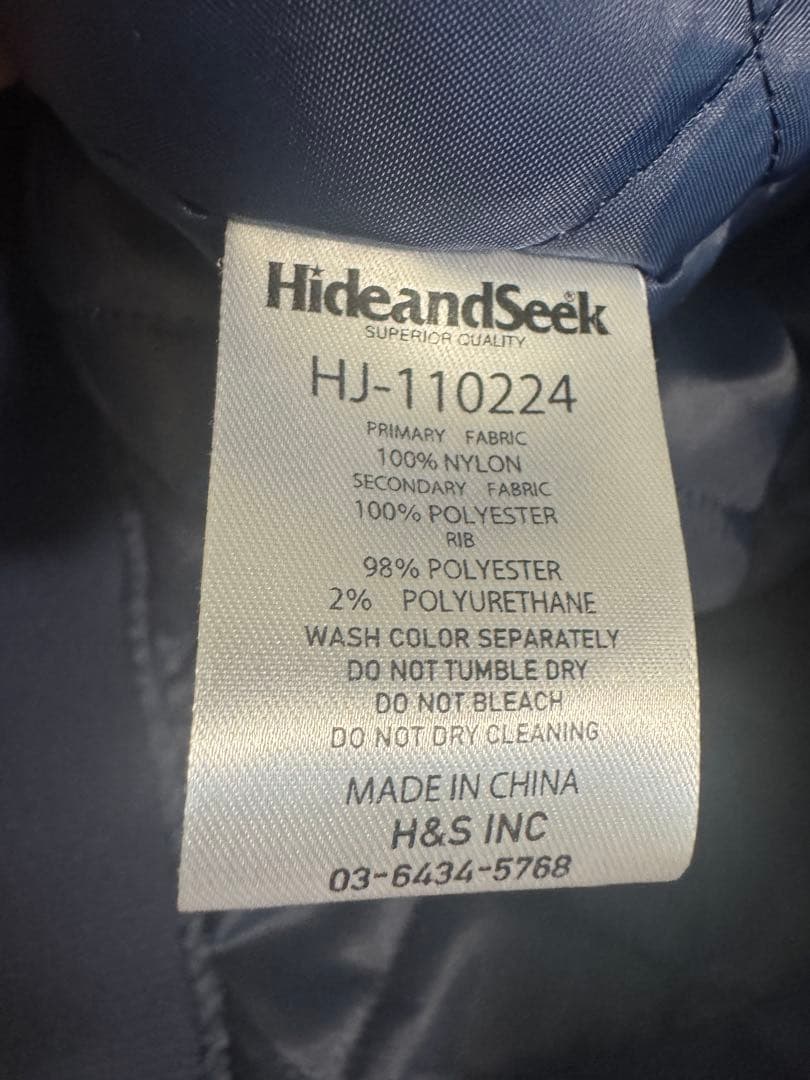 HideandSeek®
SUPERIOR QUALITY
HJ-110224
PRIMARY FABRIC
100% NYLON
SECONDARY FABRIC
100% POLYESTER
RIB
98% POLYESTER
2% POLYURETHANE
WASH COLOR SEPARATELY
DO NOT TUMBLE DRY
DO NOT BLEACH
DO NOT DRY CLEANING
MADE IN CHINA
H&S INC
03-6434-5768